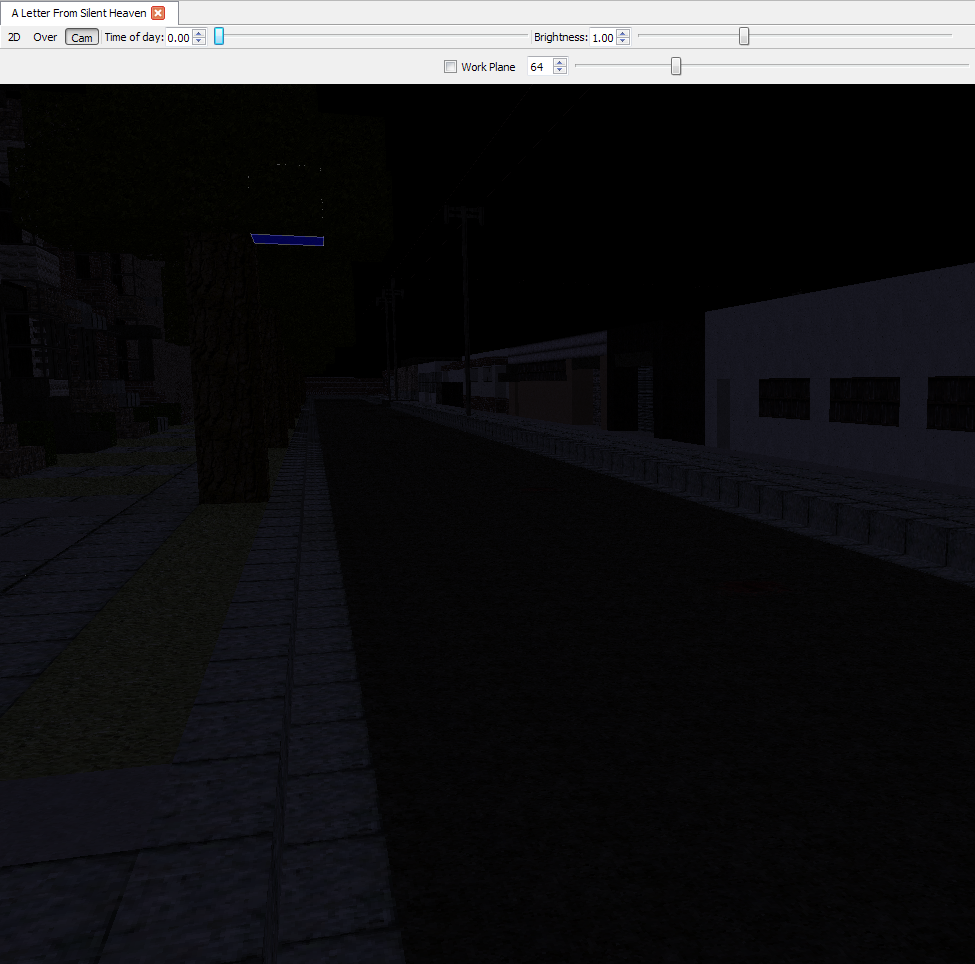 A Letter From Silent Heaven
2D Over Cam Time of day: 0.00 Brightness: 1.00
Work Plane 64